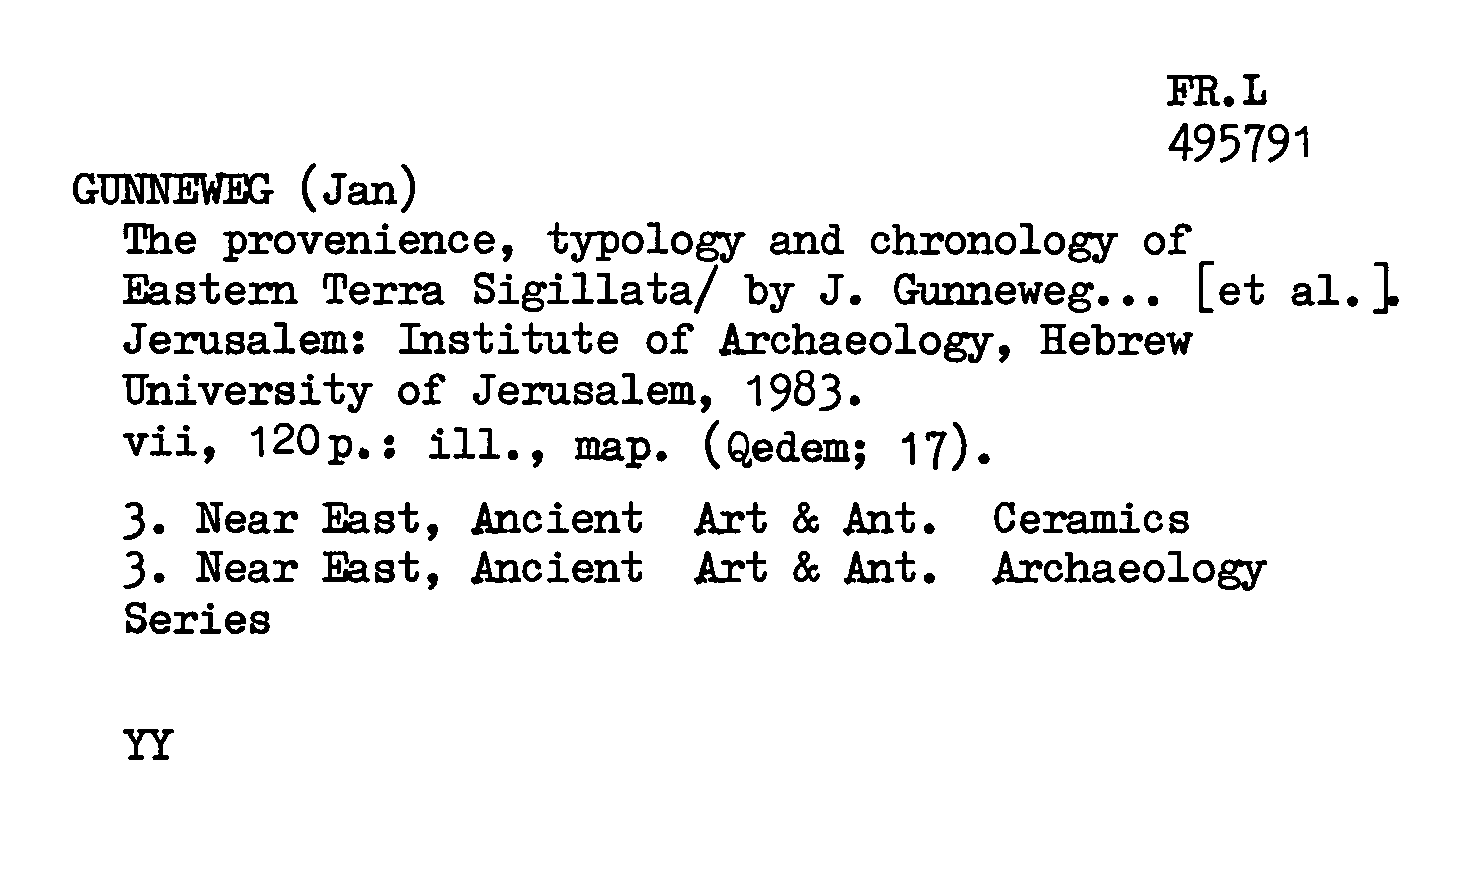 FR.L
495791
GUNNEWEG (Jan)
The provenience, typology and chronology of
Eastern Terra Sigillata/ by J. Gunneweg... [et al.].
Jerusalem: Institute of Archaeology, Hebrew
University of Jerusalem, 1983.
vii, 120p.: ill., map. (Qedem; 17).
3. Near East, Ancient Art & Ant. Ceramics
3. Near East, Ancient Art & Ant. Archaeology
Series
YY